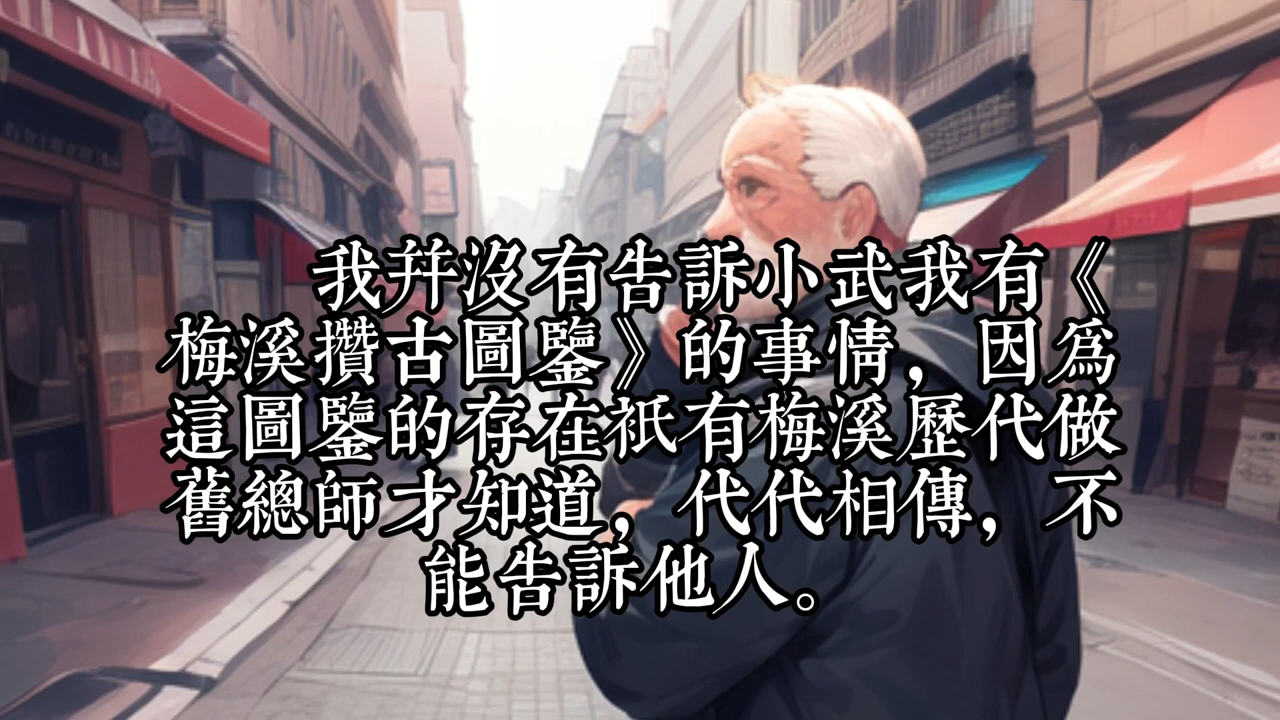 我并沒有告訴小武我有《
梅溪攢古圖鑒》的事情，因為
這圖鑒的存在衹有梅溪歷代做
舊總師才知道，代代相傳，不
能告訴他人。